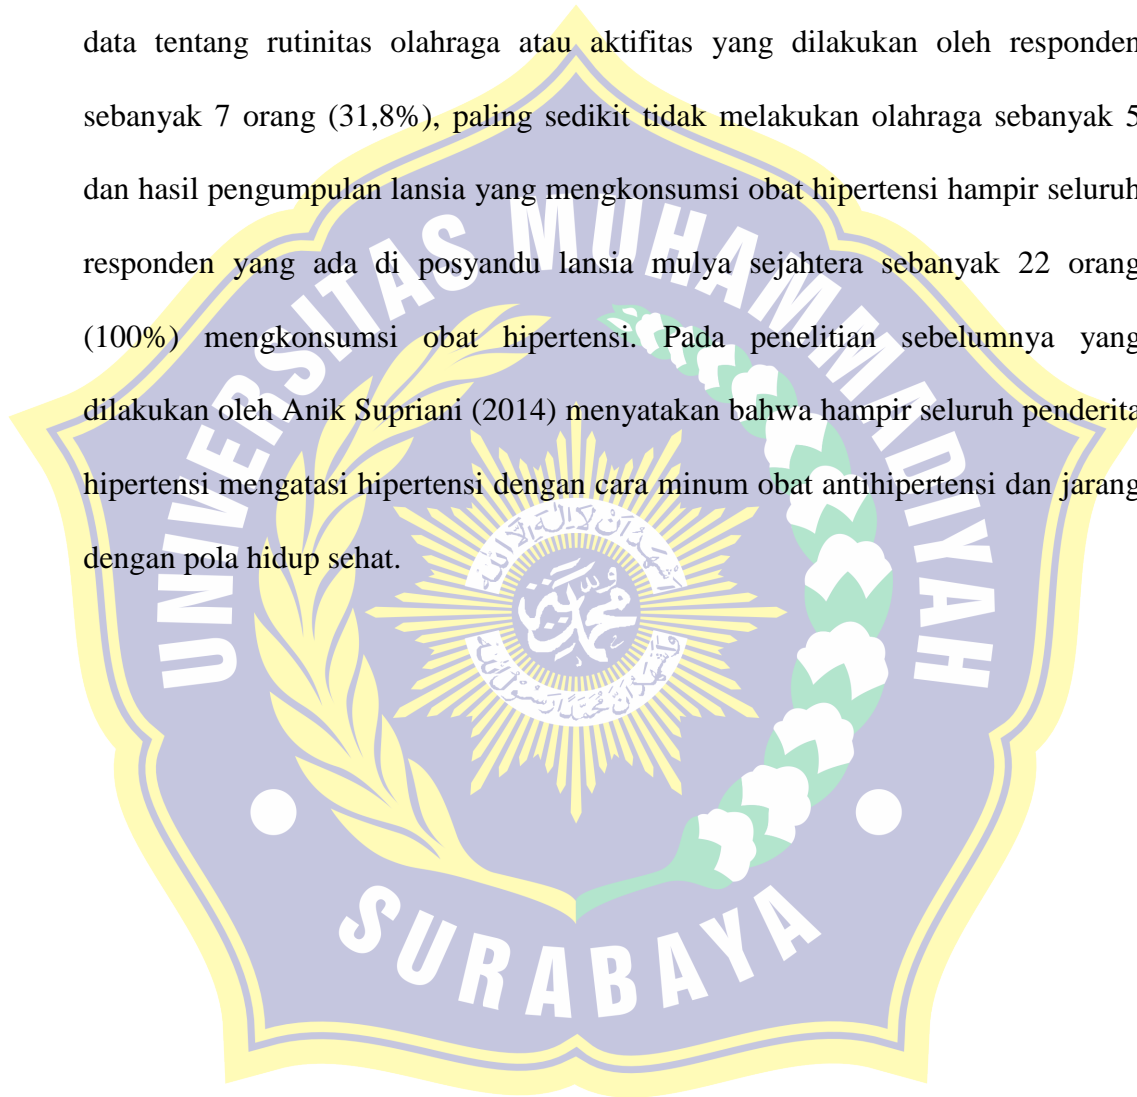 data tentang rutinitas olahraga atau aktifitas yang dilakukan oleh responden
sebanyak 7 orang (31,8%), paling sedikit tidak melakukan olahraga sebanyak 5
dan hasil pengumpulan lansia yang mengkonsumsi obat hipertensi hampir seluruh
responden yang ada di posyandu lansia mulya sejahtera sebanyak 22 orang
(100%) mengkonsumsi obat hipertensi. Pada penelitian sebelumnya yang
dilakukan oleh Anik Supriani (2014) menyatakan bahwa hampir seluruh penderita
hipertensi mengatasi hipertensi dengan cara minum obat antihipertensi dan jarang
dengan pola hidup sehat.
UNIVERSITAS MUHAMMADIYAH
SURABAYA